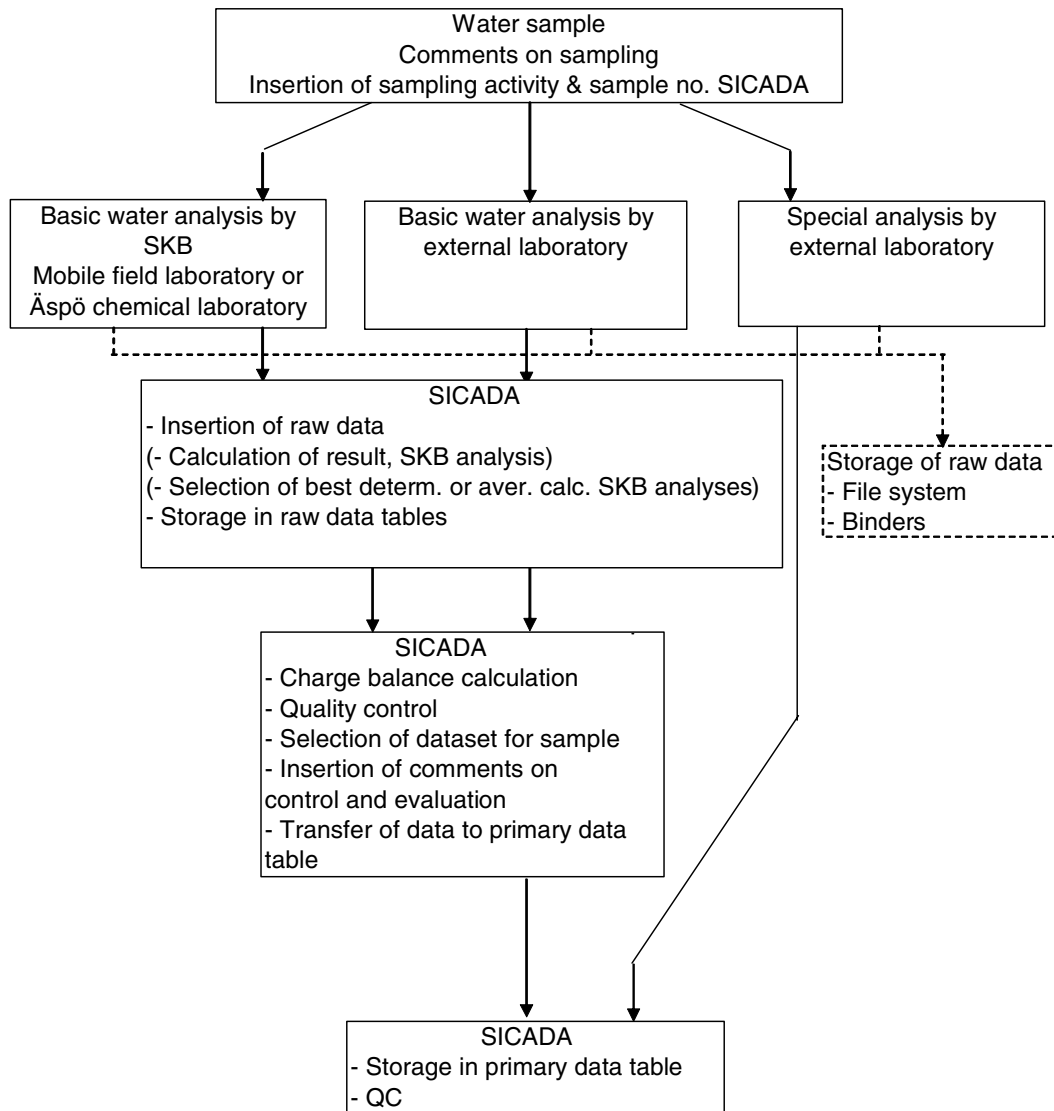 Water sample
Comments on sampling
Insertion of sampling activity & sample no. SICADA
Basic water analysis by
SKB
Mobile field laboratory or
Äspö chemical laboratory
Basic water analysis by
external laboratory
Special analysis by
external laboratory
SICADA
- Insertion of raw data
(- Calculation of result, SKB analysis)
(- Selection of best determ. or aver. calc. SKB analyses)
- Storage in raw data tables
Storage of raw data
- File system
- Binders
SICADA
- Charge balance calculation
- Quality control
- Selection of dataset for sample
- Insertion of comments on
control and evaluation
- Transfer of data to primary data
table
SICADA
- Storage in primary data table
- QC